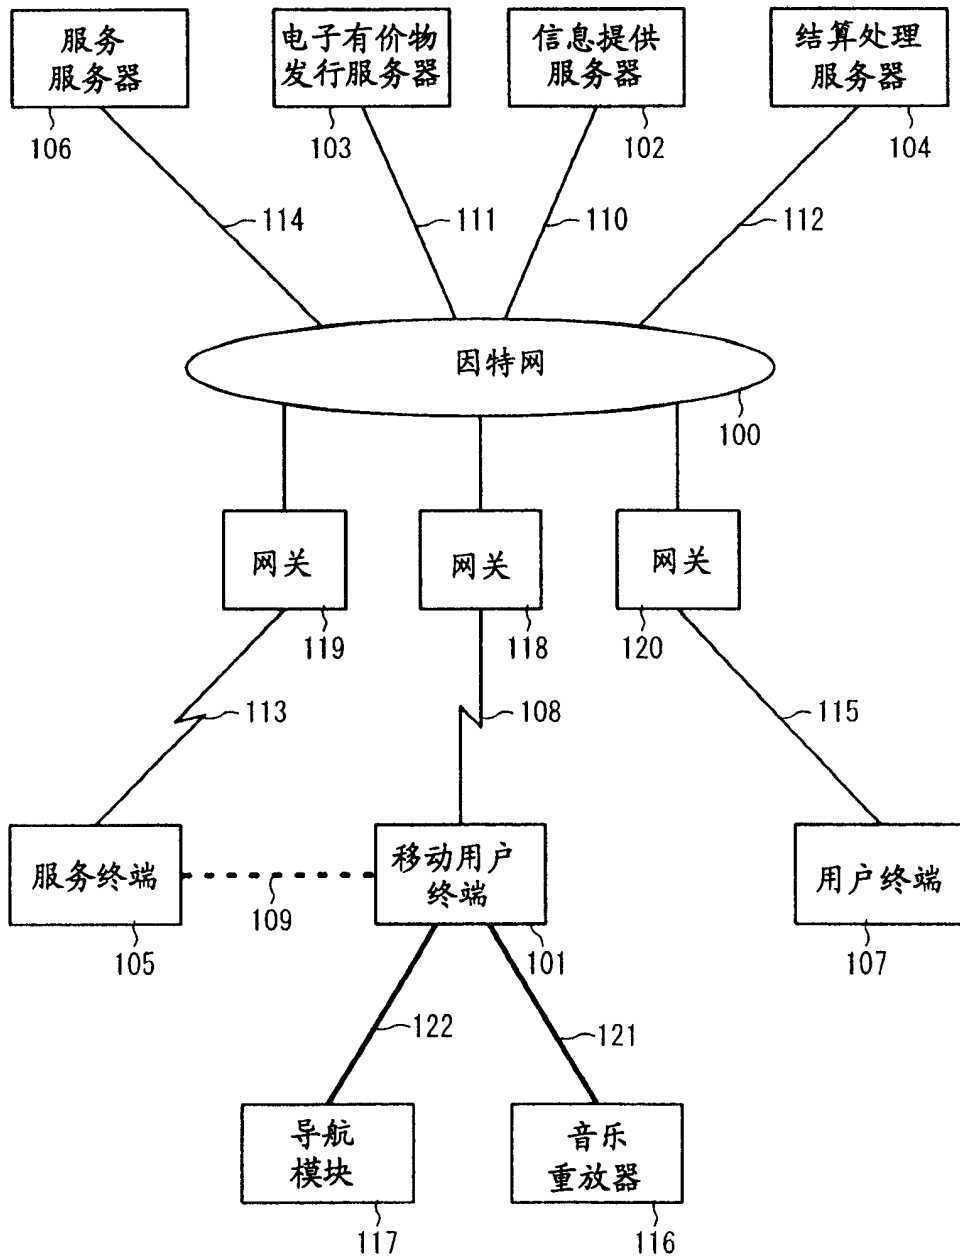 服务
服务器
电子有价物
发行服务器
信息提供
服务器
结算处理
服务器
106
103
102
104
114
111
110
112
因特网
100
网关
网关
网关
119
118
120
113
108
115
服务终端
移动用户
终端
用户终端
109
105
101
107
122
121
导航
模块
音乐
重放器
117
116